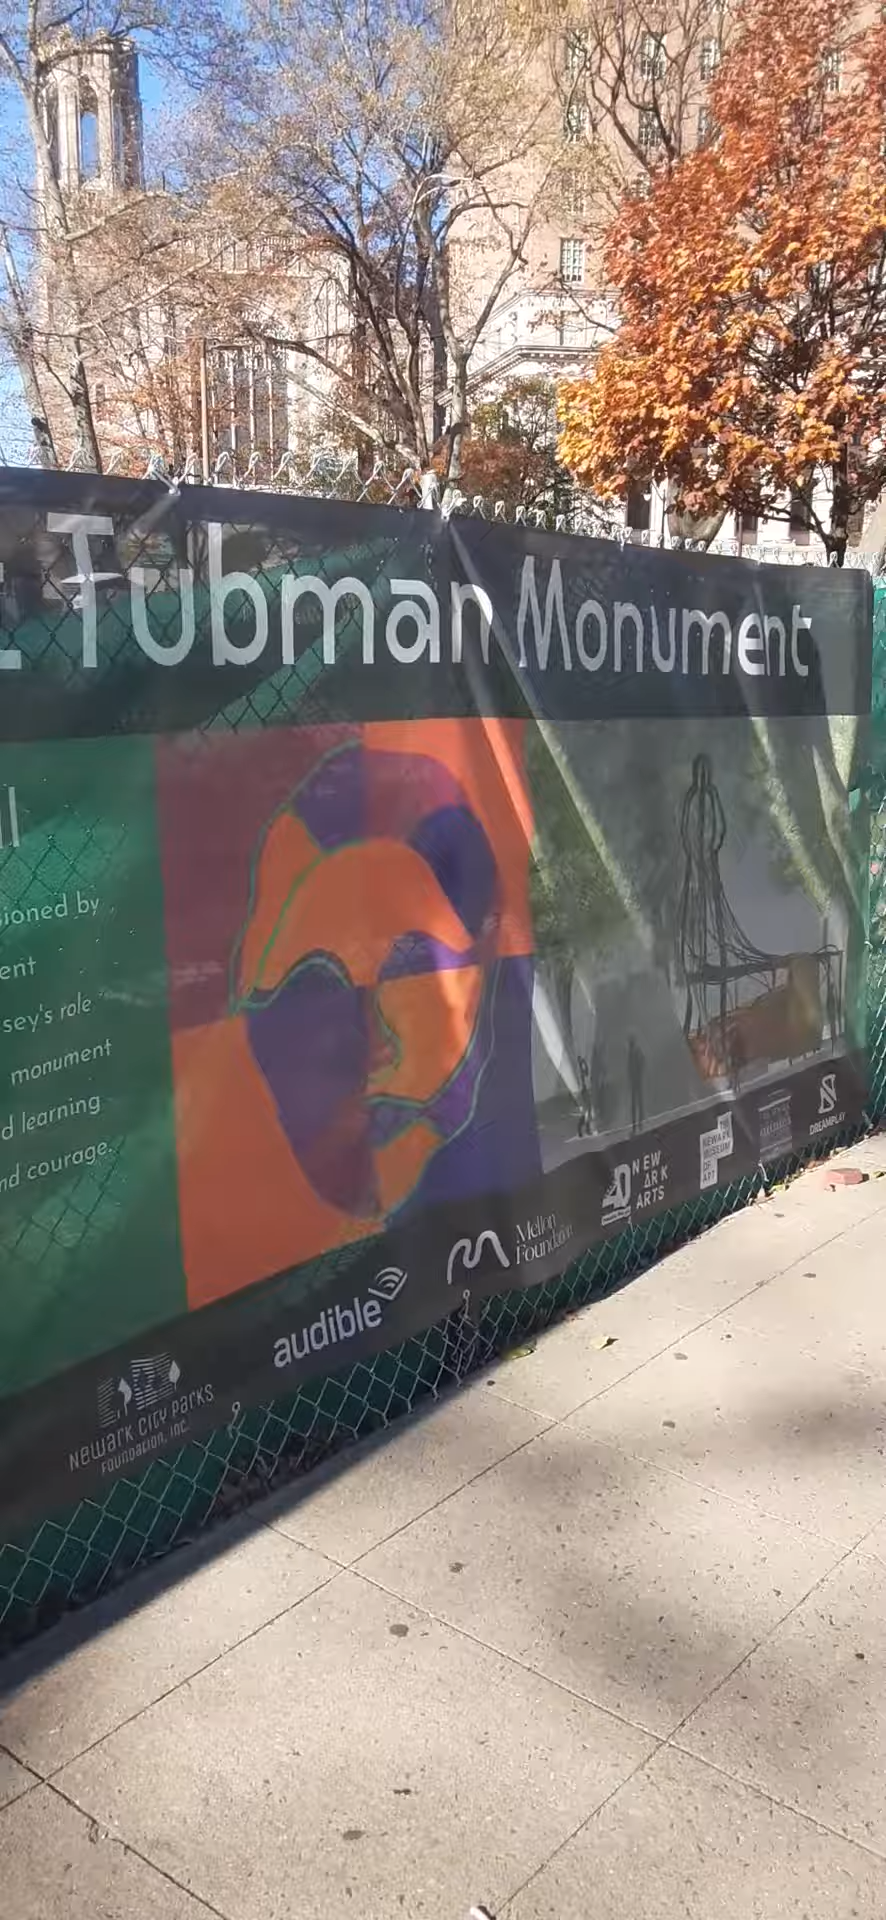 Tubman Monument
ioned by
ent
sey's role
monument
d learning
nd courage.
NEWARK CITY PARKS
FOUNDATION, INC.
audible
Mellon
Foundation
NEW
ARK
ARTS
THE
NEWARK
MUSEUM
OF
ART
DREAMPLAY